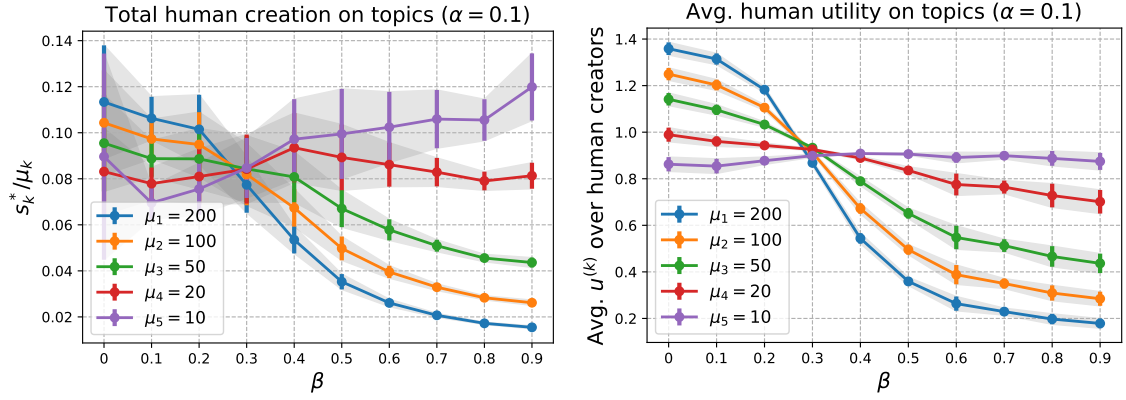 Total human creation on topics (α = 0.1)
s*k/μk
0.14
0.12
0.10
0.08
0.06
0.04
0.02
μ1 = 200
μ2 = 100
μ3 = 50
μ4 = 20
μ5 = 10
0 0.1 0.2 0.3 0.4 0.5 0.6 0.7 0.8 0.9
β
Avg. human utility on topics (α = 0.1)
Avg. u(k) over human creators
1.4
1.2
1.0
0.8
0.6
0.4
0.2
μ1 = 200
μ2 = 100
μ3 = 50
μ4 = 20
μ5 = 10
0 0.1 0.2 0.3 0.4 0.5 0.6 0.7 0.8 0.9
β